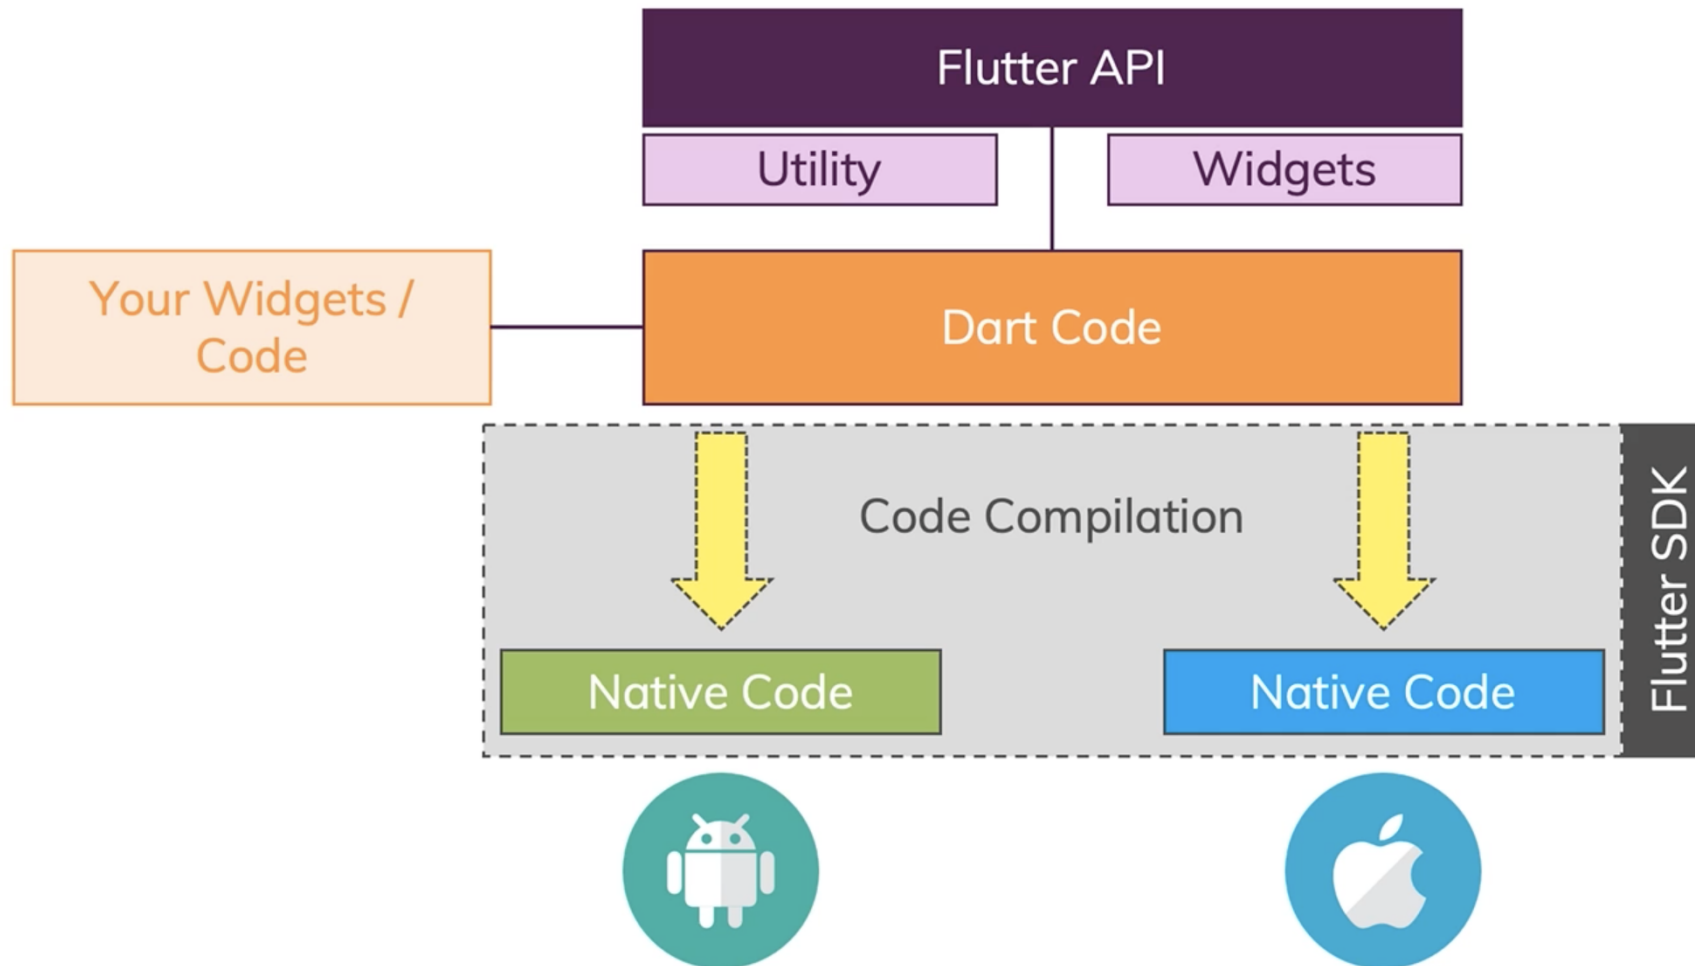 Flutter API
Utility
Widgets
Your Widgets /
Code
Dart Code
Code Compilation
Native Code
Native Code
Flutter SDK